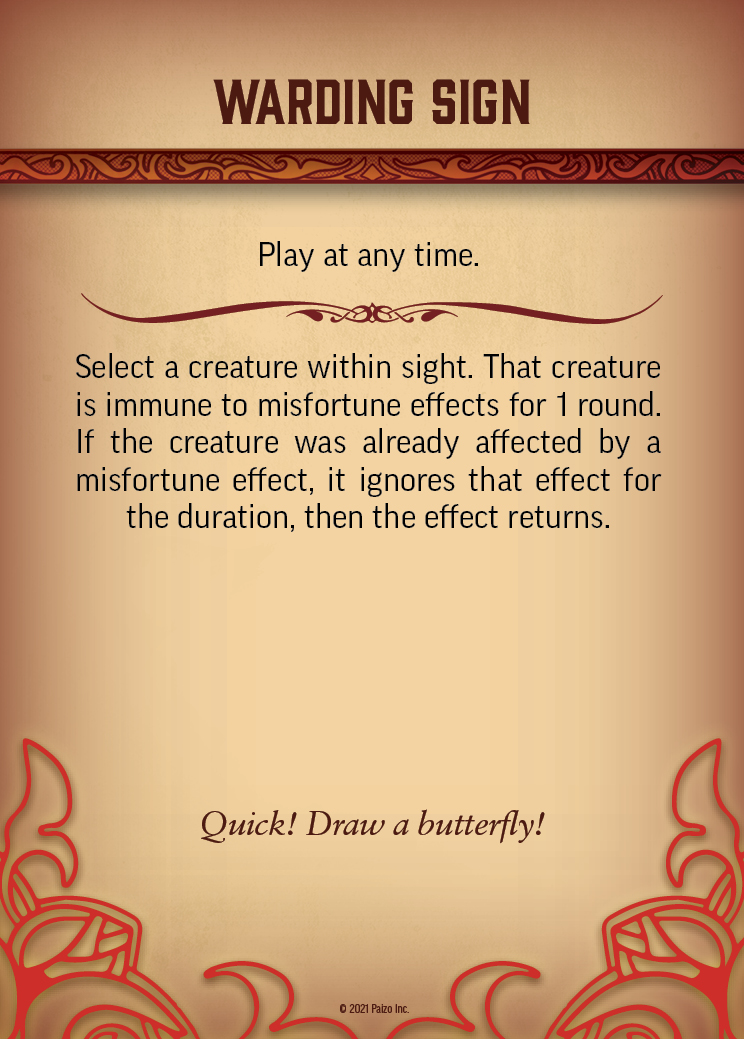 WARDING SIGN
Play at any time.
Select a creature within sight. That creature
is immune to misfortune effects for 1 round.
If the creature was already affected by a
misfortune effect, it ignores that effect for
the duration, then the effect returns.
Quick! Draw a butterfly!
© 2021 Paizo Inc.